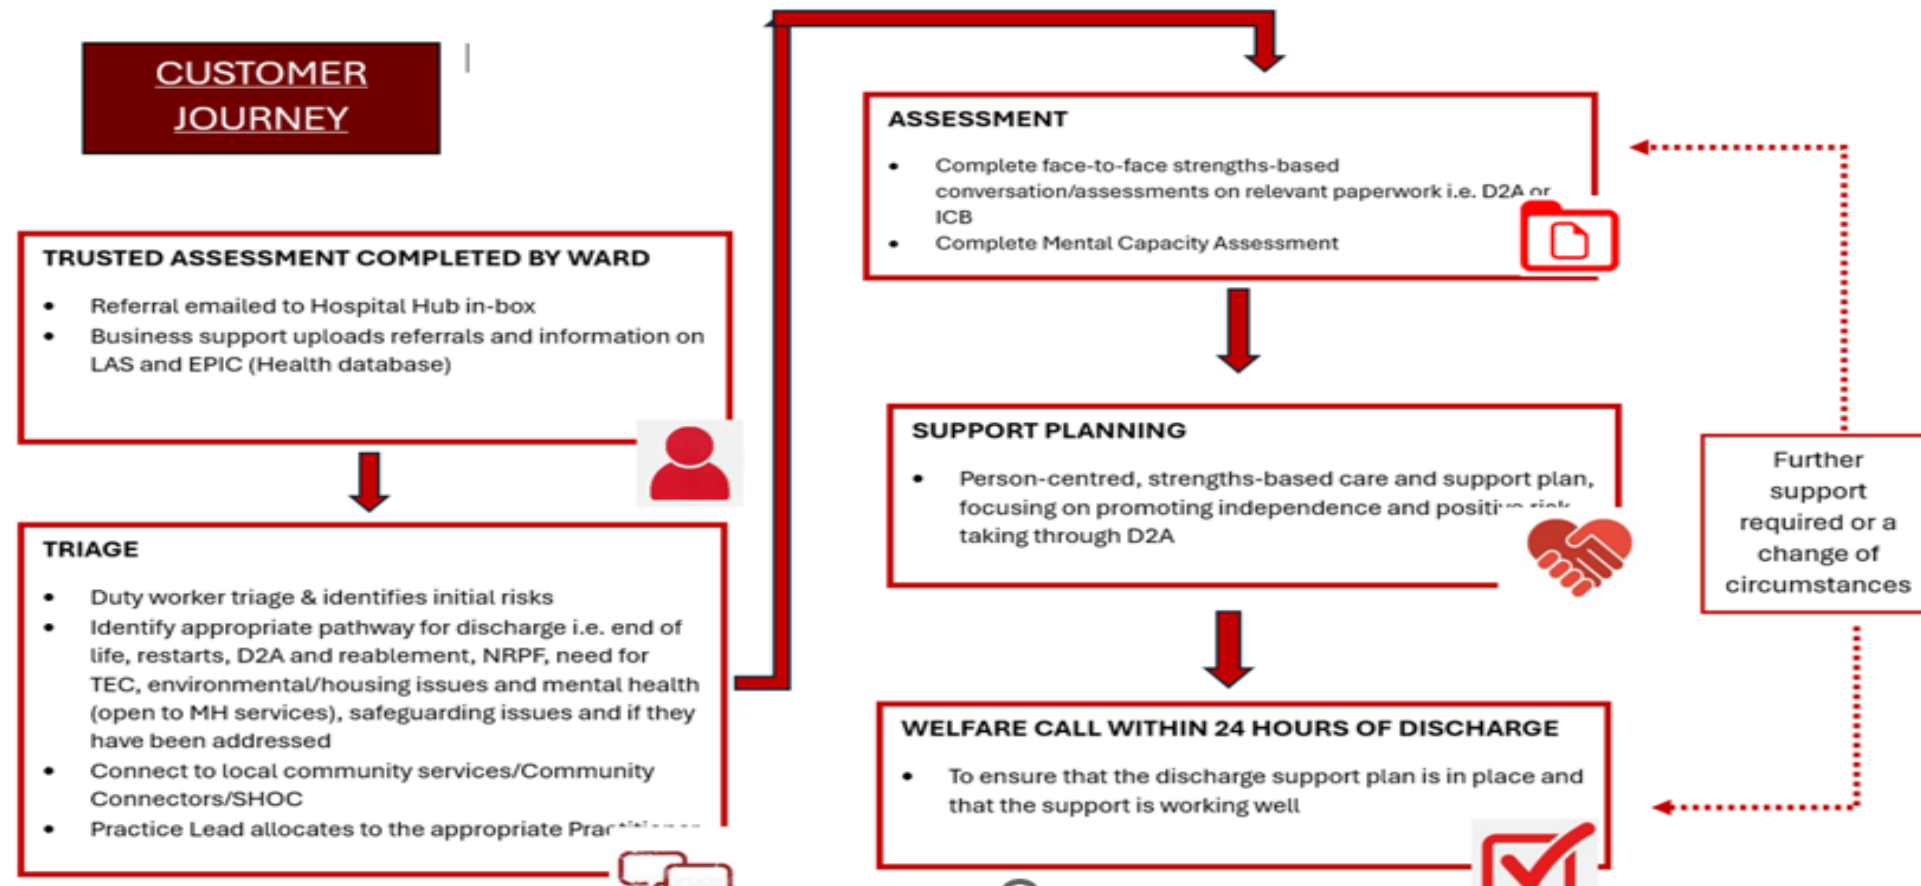 CUSTOMER
JOURNEY
TRUSTED ASSESSMENT COMPLETED BY WARD
• Referral emailed to Hospital Hub in-box
• Business support uploads referrals and information on
LAS and EPIC (Health database)
TRIAGE
• Duty worker triage & identifies initial risks
• Identify appropriate pathway for discharge i.e. end of
life, restarts, D2A and reablement, NRPF, need for
TEC, environmental/housing issues and mental health
(open to MH services), safeguarding issues and if they
have been addressed
• Connect to local community services/Community
Connectors/SHOC
• Practice Lead allocates to the appropriate
ASSESSMENT
• Complete face-to-face strengths-based
conversation/assessments on relevant paperwork i.e. D2A or
ICB
• Complete Mental Capacity Assessment
SUPPORT PLANNING
• Person-centred, strengths-based care and support plan,
focusing on promoting independence and positive risk
taking through D2A
WELFARE CALL WITHIN 24 HOURS OF DISCHARGE
• To ensure that the discharge support plan is in place and
that the support is working well
Further
support
required or a
change of
circumstances